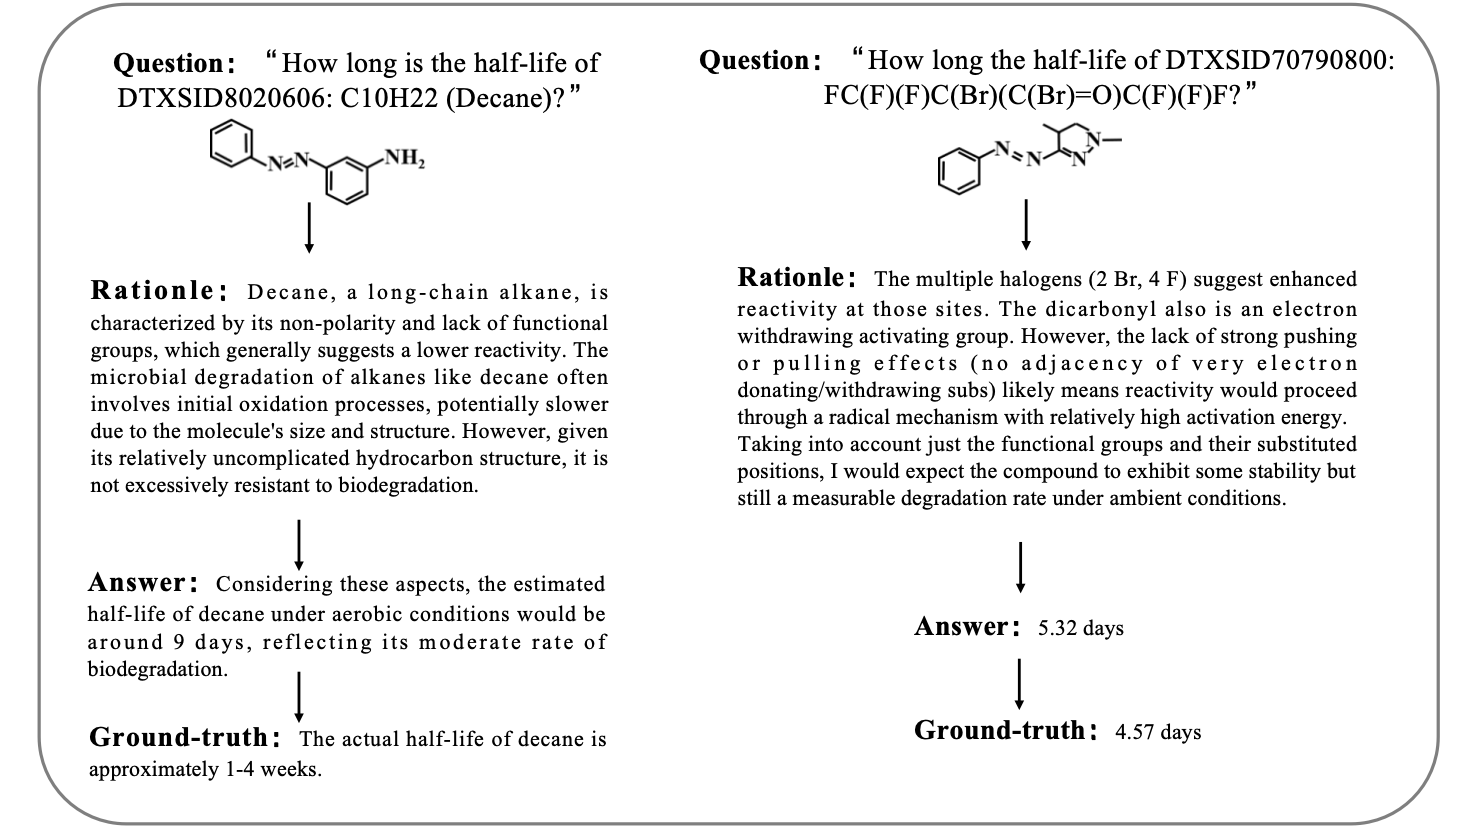 Question: “How long is the half-life of
DTXSID8020606: C10H22 (Decane)?”
N=N
NH2
Rationle: Decane, a long-chain alkane, is
characterized by its non-polarity and lack of functional
groups, which generally suggests a lower reactivity. The
microbial degradation of alkanes like decane often
involves initial oxidation processes, potentially slower
due to the molecule's size and structure. However, given
its relatively uncomplicated hydrocarbon structure, it is
not excessively resistant to biodegradation.
Answer: Considering these aspects, the estimated
half-life of decane under aerobic conditions would be
around 9 days, reflecting its moderate rate of
biodegradation.
Ground-truth: The actual half-life of decane is
approximately 1-4 weeks.
Question: “How long the half-life of DTXSID70790800:
FC(F)(F)C(Br)(C(Br)=O)C(F)(F)F?”
N=N
N
N
Rationle: The multiple halogens (2 Br, 4 F) suggest enhanced
reactivity at those sites. The dicarbonyl also is an electron
withdrawing activating group. However, the lack of strong pushing
or pulling effects (no adjacency of very electron
donating/withdrawing subs) likely means reactivity would proceed
through a radical mechanism with relatively high activation energy.
Taking into account just the functional groups and their substituted
positions, I would expect the compound to exhibit some stability but
still a measurable degradation rate under ambient conditions.
Answer: 5.32 days
Ground-truth: 4.57 days